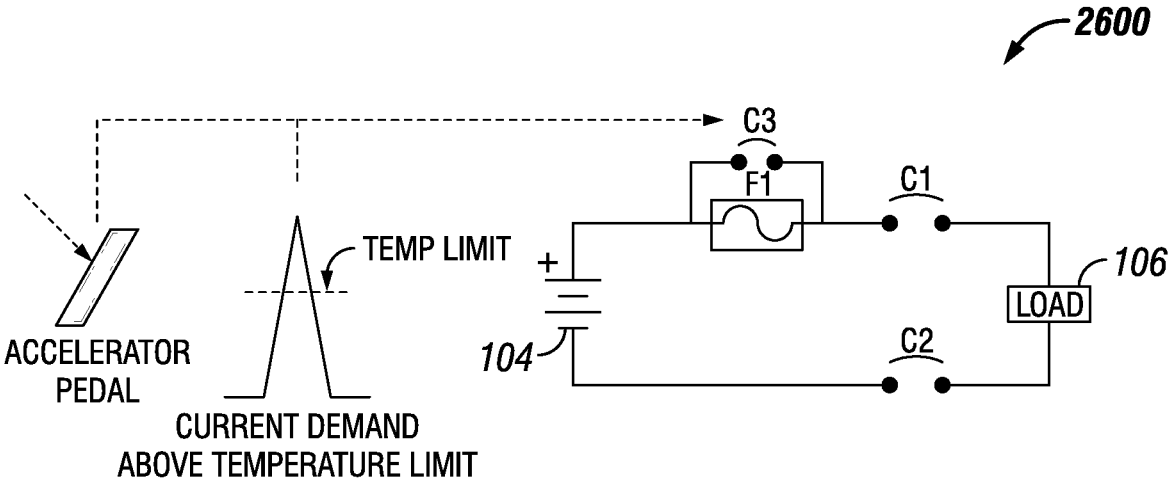 2600
C3
F1
C1
TEMP LIMIT
+
106
LOAD
104
C2
ACCELERATOR
PEDAL
CURRENT DEMAND
ABOVE TEMPERATURE LIMIT